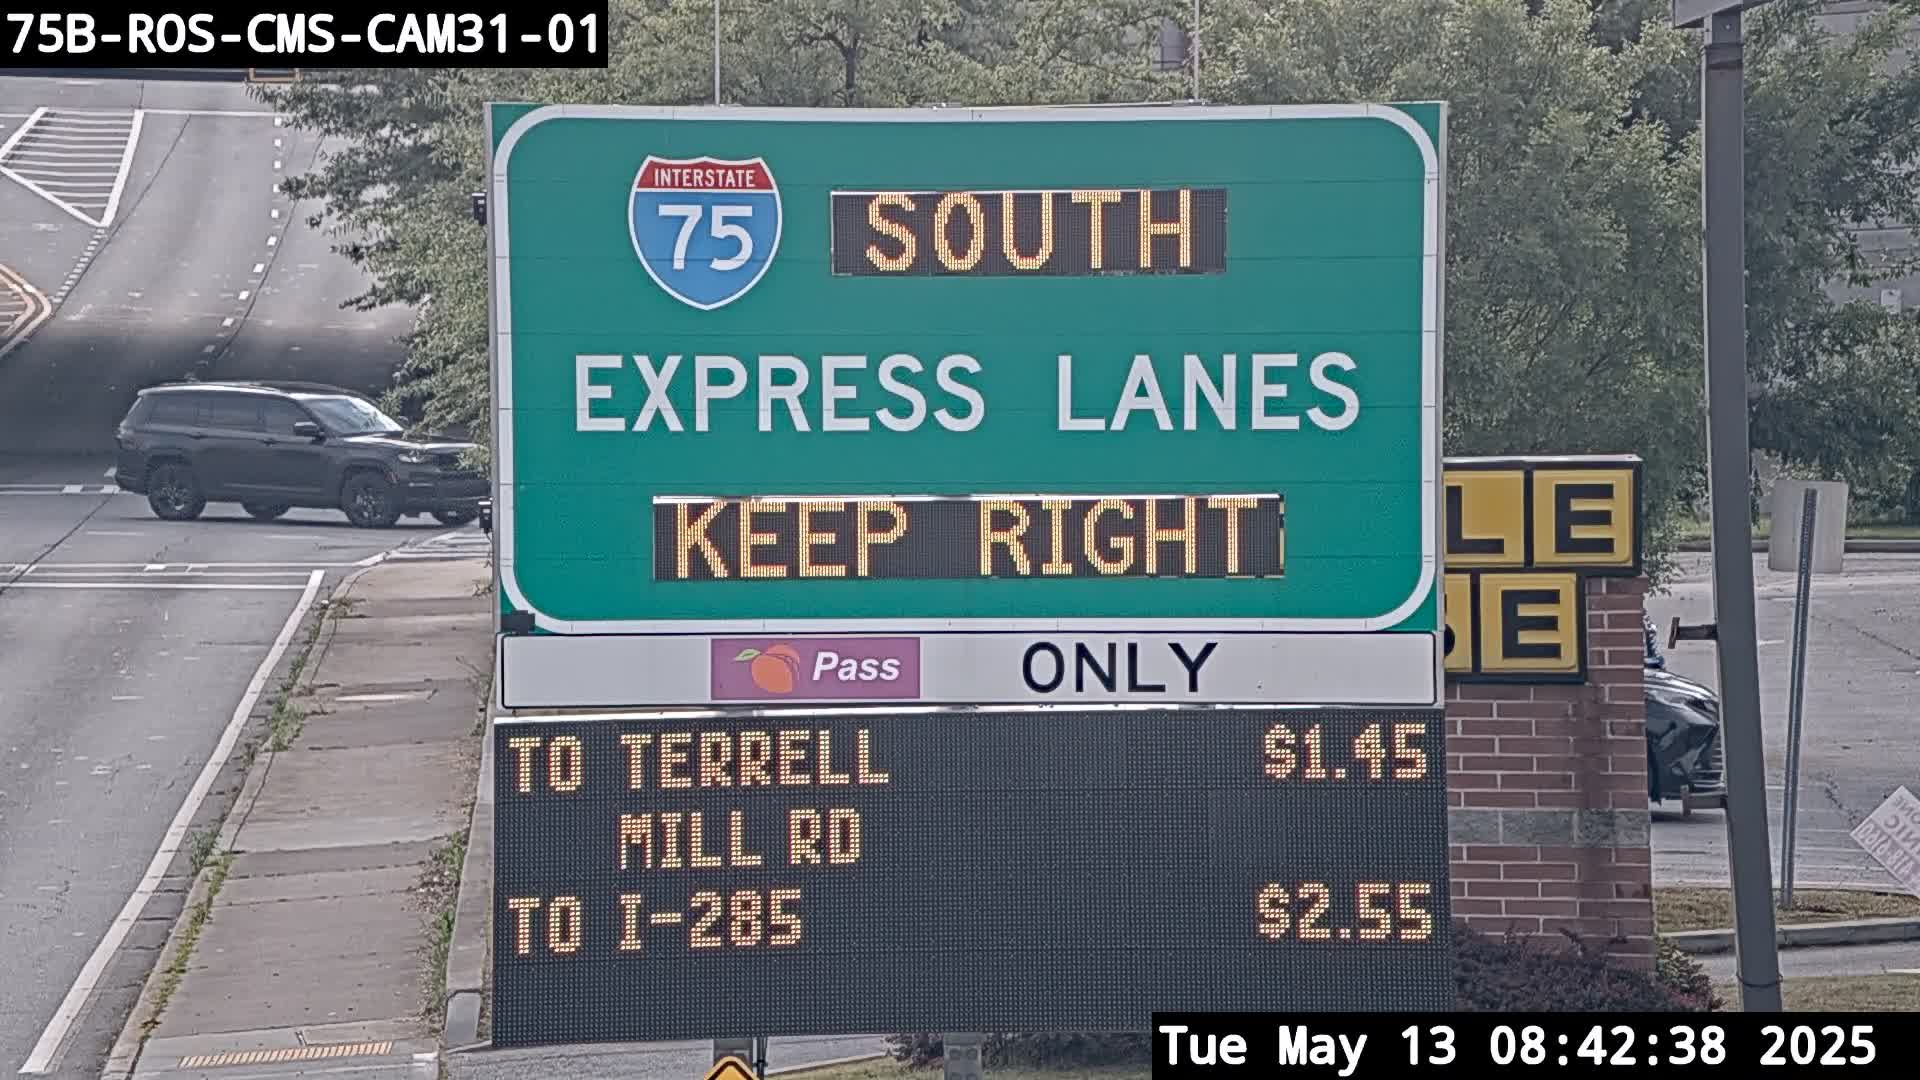 75B-ROS-CMS-CAM31-01
INTERSTATE
75
SOUTH
EXPRESS LANES
KEEP RIGHT
Pass ONLY
TO TERRELL $1.45
MILL RD
TO I-285 $2.55
LE
E
Tue May 13 08:42:38 2025